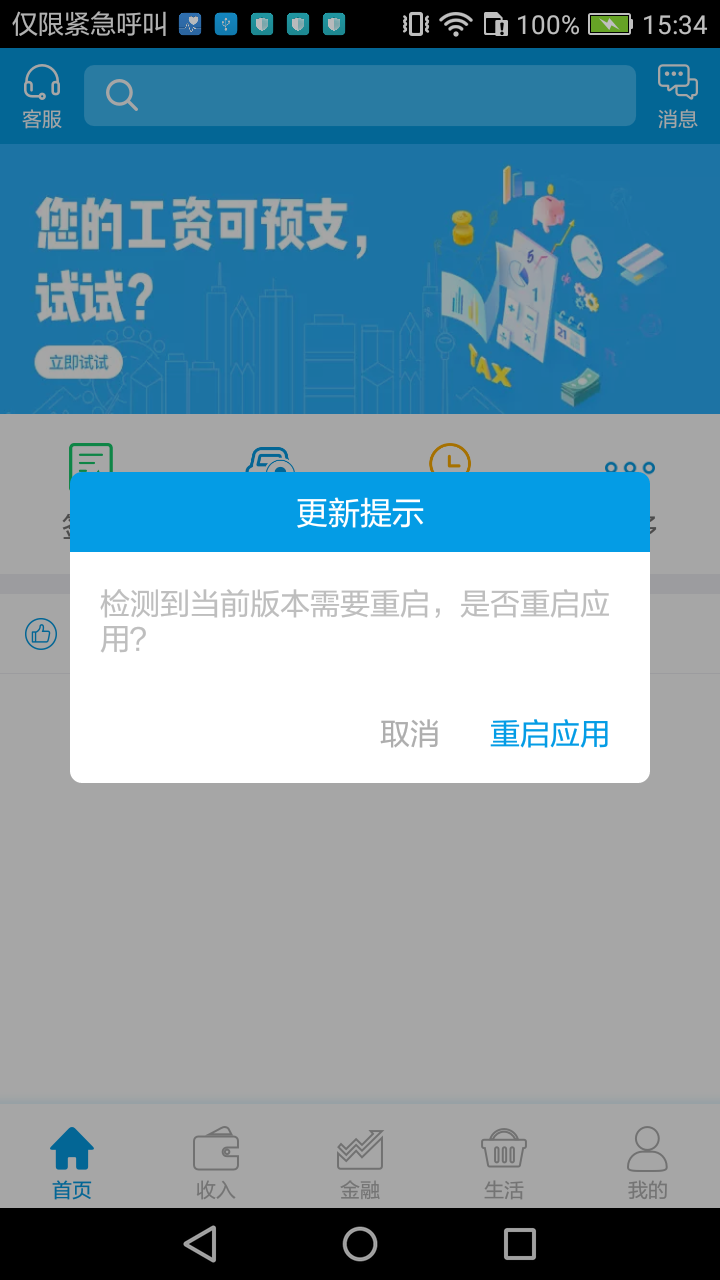 仅限紧急呼叫
100%
15:34
客服
消息
您的工资可预支，
试试？
立即试试
TAX
21
更新提示
检测到当前版本需要重启，是否重启应
用?
取消
重启应用
首页
收入
金融
生活
我的